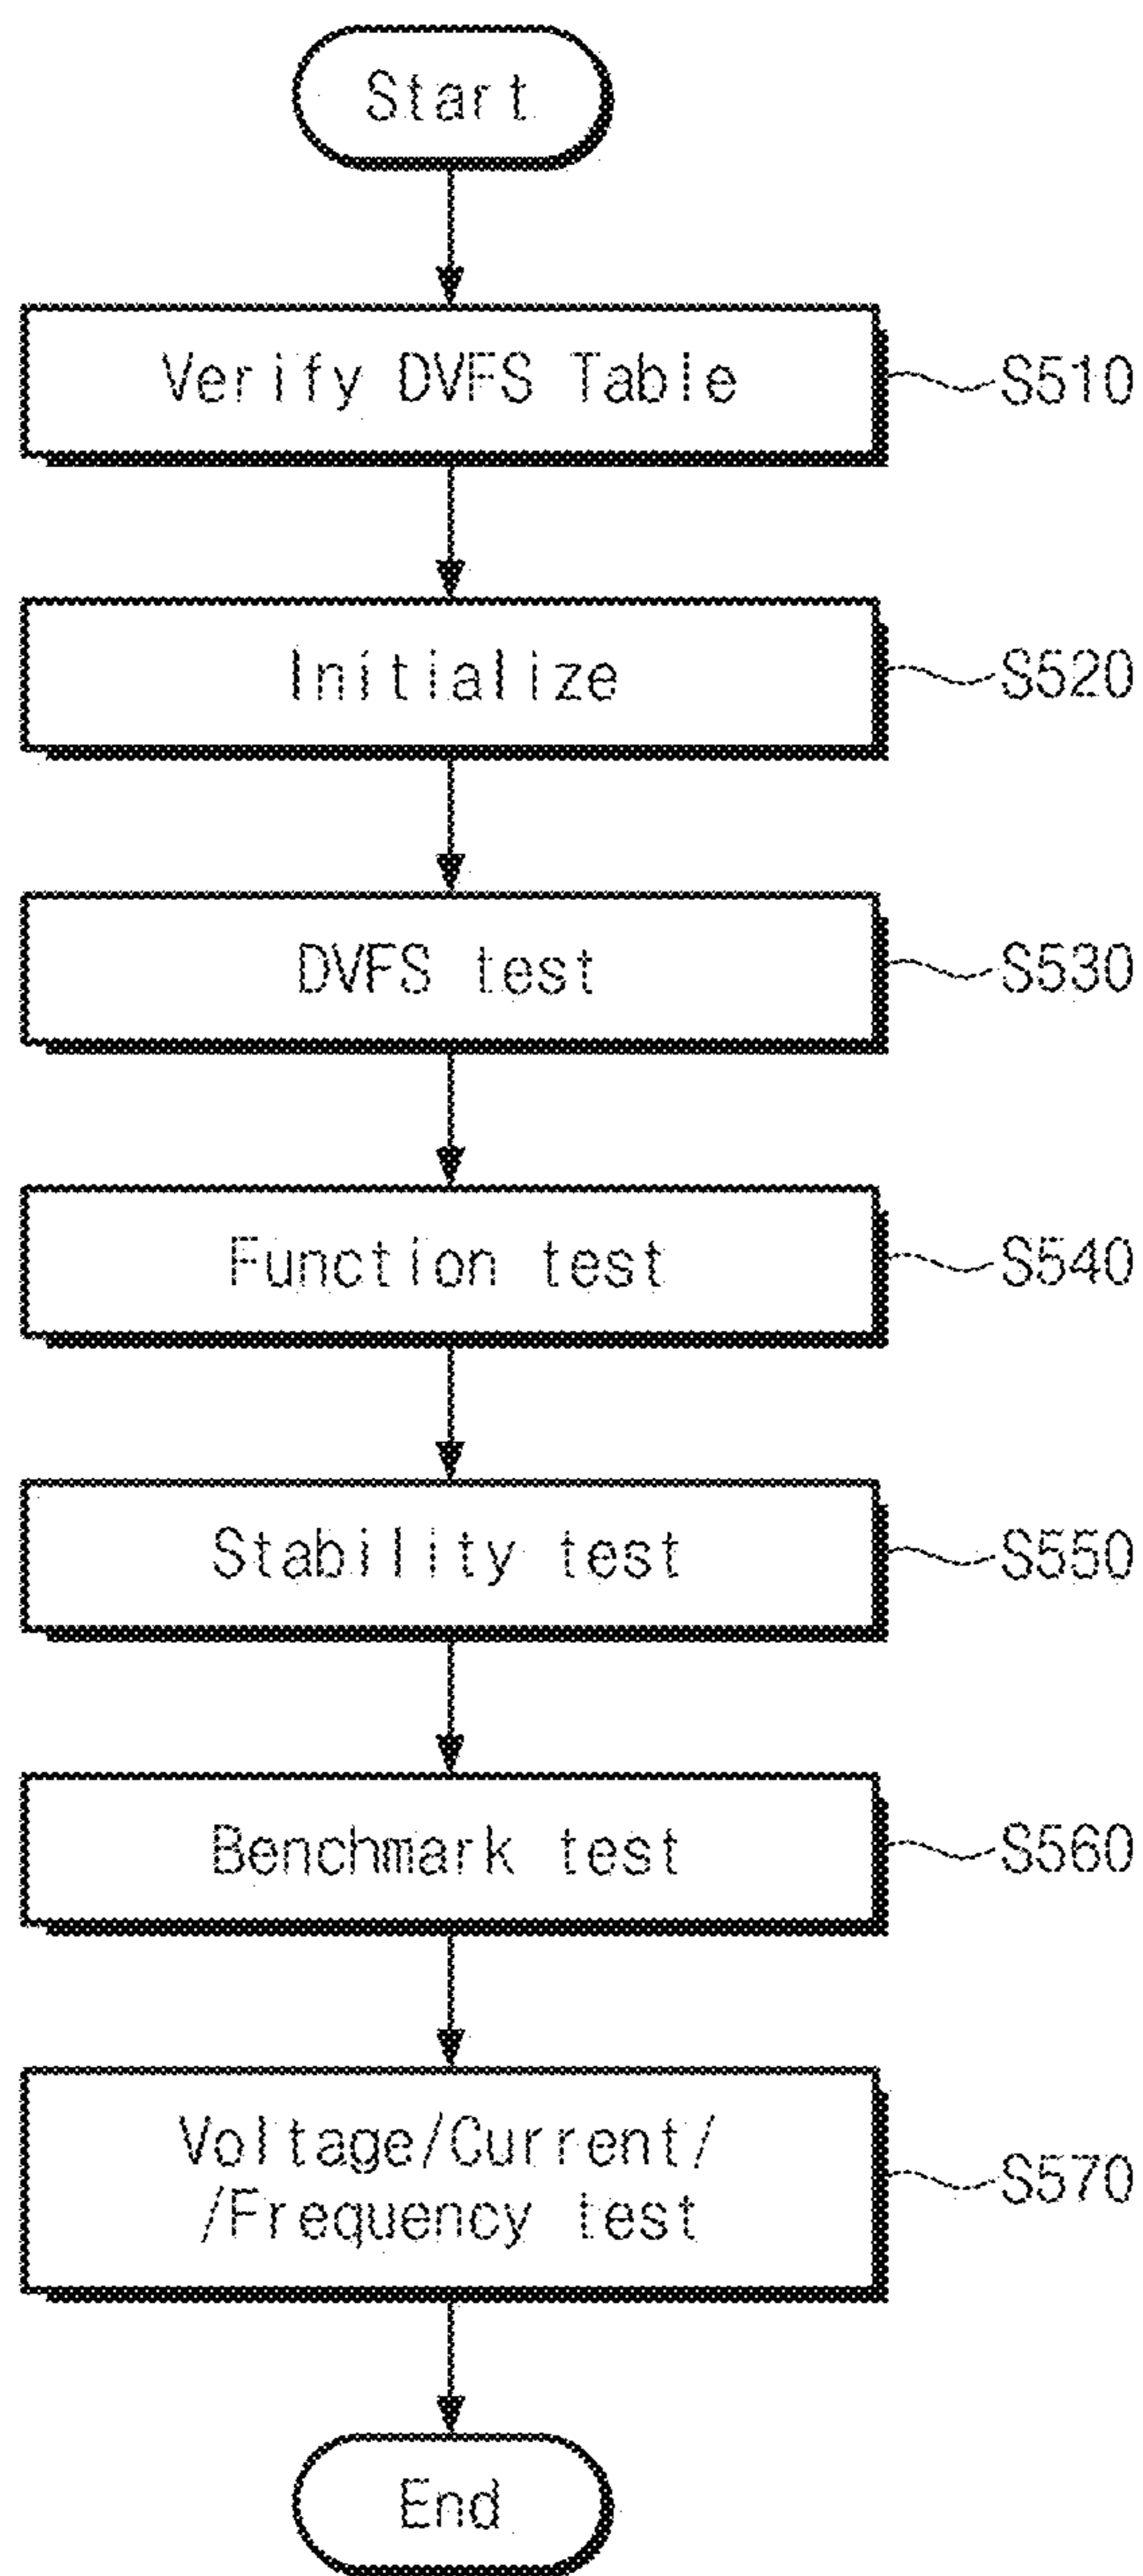 Start
Verify DVFS Table
S510
Initialize
S520
DVFS test
S530
Function test
S540
Stability test
S550
Benchmark test
S560
Voltage/Current/
/Frequency test
S570
End